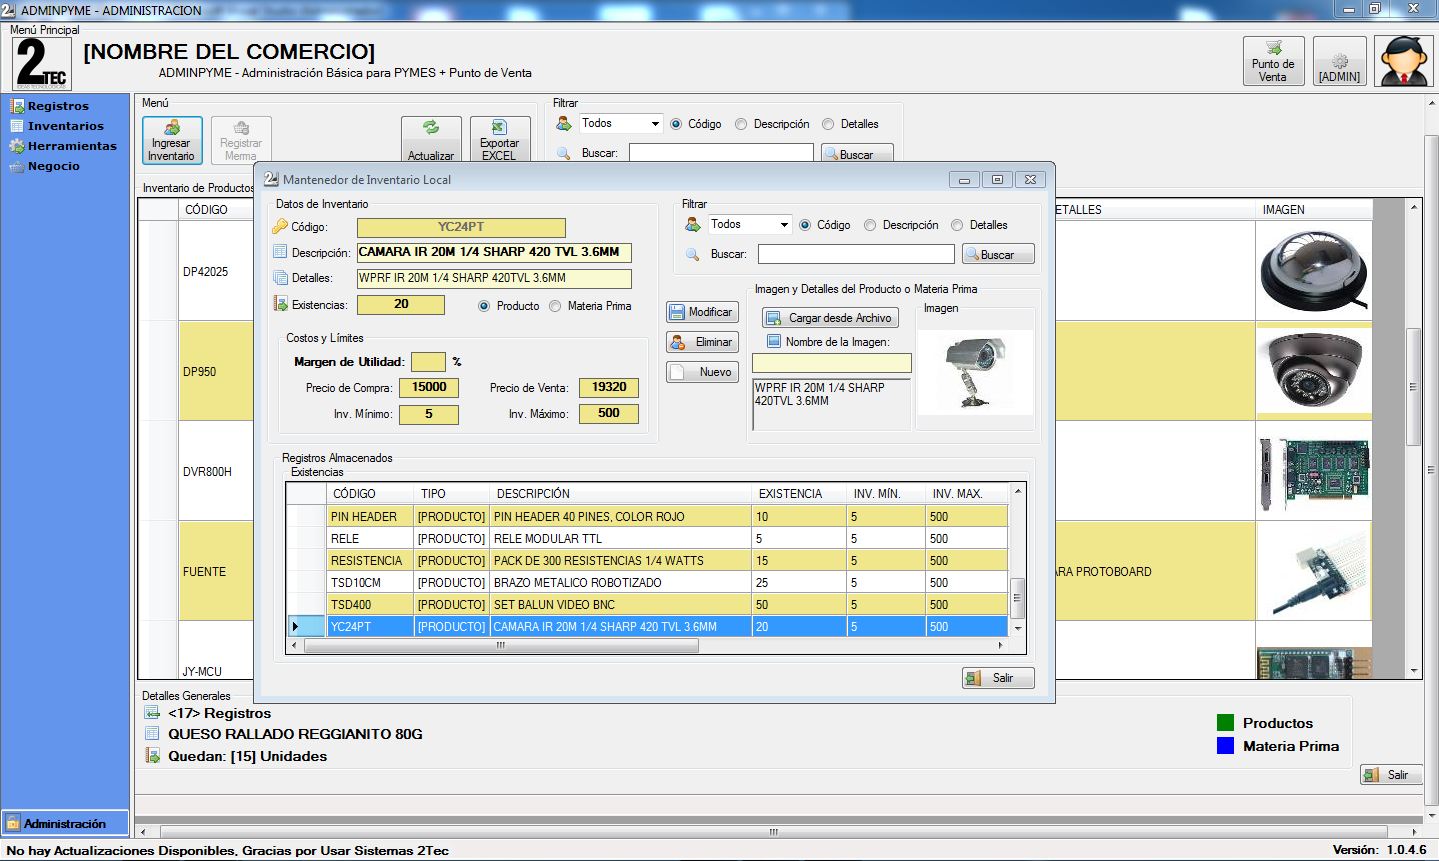 ADMINPYME - ADMINISTRACION
Menú Principal
2TEC
IDEAS TECNOLOGICAS
[NOMBRE DEL COMERCIO]
ADMINPYME - Administración Básica para PYMES + Punto de Venta
Punto de Venta
[ADMIN]
Registros
Inventarios
Herramientas
Negocio
Menú
Ingresar Inventario
Registrar Merma
Actualizar
Exportar EXCEL
Filtrar
Todos
Código
Descripción
Detalles
Buscar:
Buscar
Inventario de Productos
CÓDIGO
ETALLES
IMAGEN
DP42025
DP950
DVR800H
FUENTE
ARA PROTOBOARD
JY-MCU
Mantenedor de Inventario Local
Datos de Inventario
Código: YC24PT
Descripción: CAMARA IR 20M 1/4 SHARP 420 TVL 3.6MM
Detalles: WPRF IR 20M 1/4 SHARP 420TVL 3.6MM
Existencias: 20 Producto Materia Prima
Costos y Límites
Margen de Utilidad: %
Precio de Compra: 15000 Precio de Venta: 19320
Inv. Mínimo: 5 Inv. Máximo: 500
Modificar
Eliminar
Nuevo
Filtrar
Todos Código Descripción Detalles
Buscar: Buscar
Imagen y Detalles del Producto o Materia Prima
Cargar desde Archivo
Nombre de la Imagen:
WPRF IR 20M 1/4 SHARP
420TVL 3.6MM
Imagen
Registros Almacenados
Existencias
CÓDIGO TIPO DESCRIPCIÓN EXISTENCIA INV. MÍN. INV. MAX.
PIN HEADER [PRODUCTO] PIN HEADER 40 PINES, COLOR ROJO 10 5 500
RELE [PRODUCTO] RELE MODULAR TTL 5 5 500
RESISTENCIA [PRODUCTO] PACK DE 300 RESISTENCIAS 1/4 WATTS 15 5 500
TSD10CM [PRODUCTO] BRAZO METALICO ROBOTIZADO 25 5 500
TSD400 [PRODUCTO] SET BALUN VIDEO BNC 50 5 500
YC24PT [PRODUCTO] CAMARA IR 20M 1/4 SHARP 420 TVL 3.6MM 20 5 500
Salir
Detalles Generales
<17> Registros
QUESO RALLADO REGGIANITO 80G
Quedan: [15] Unidades
Productos
Materia Prima
Salir
Administración
No hay Actualizaciones Disponibles, Gracias por Usar Sistemas 2Tec
Versión: 1.0.4.6